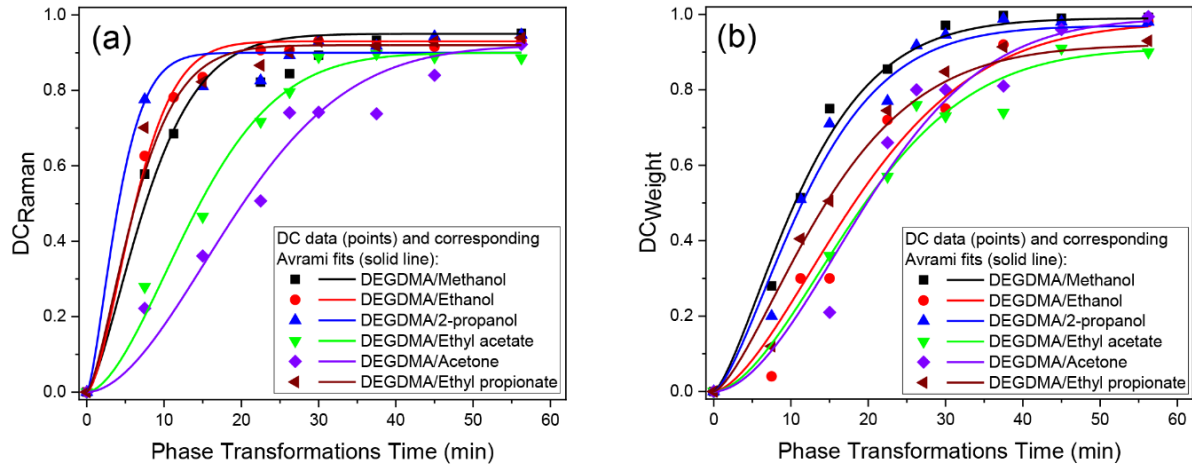 (a)
DC Raman
1.0
0.8
0.6
0.4
0.2
0.0
DC data (points) and corresponding
Avrami fits (solid line):
DEGDMA/Methanol
DEGDMA/Ethanol
DEGDMA/2-propanol
DEGDMA/Ethyl acetate
DEGDMA/Acetone
DEGDMA/Ethyl propionate
0 10 20 30 40 50 60
Phase Transformations Time (min)
(b)
DC Weight
1.0
0.8
0.6
0.4
0.2
0.0
DC data (points) and corresponding
Avrami fits (solid line):
DEGDMA/Methanol
DEGDMA/Ethanol
DEGDMA/2-propanol
DEGDMA/Ethyl acetate
DEGDMA/Acetone
DEGDMA/Ethyl propionate
0 10 20 30 40 50 60
Phase Transformations Time (min)